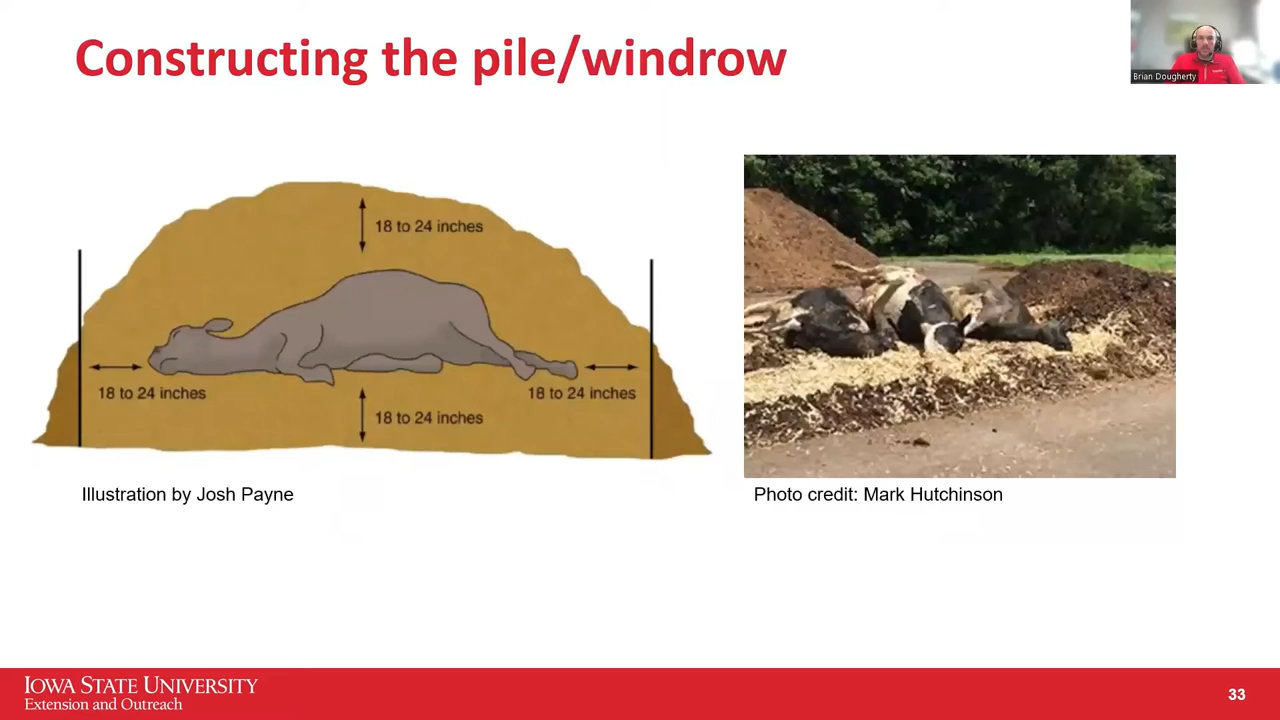 Constructing the pile/windrow
Brian Dougherty
18 to 24 inches
18 to 24 inches
18 to 24 inches
18 to 24 inches
Illustration by Josh Payne
Photo credit: Mark Hutchinson
IOWA STATE UNIVERSITY
Extension and Outreach
33